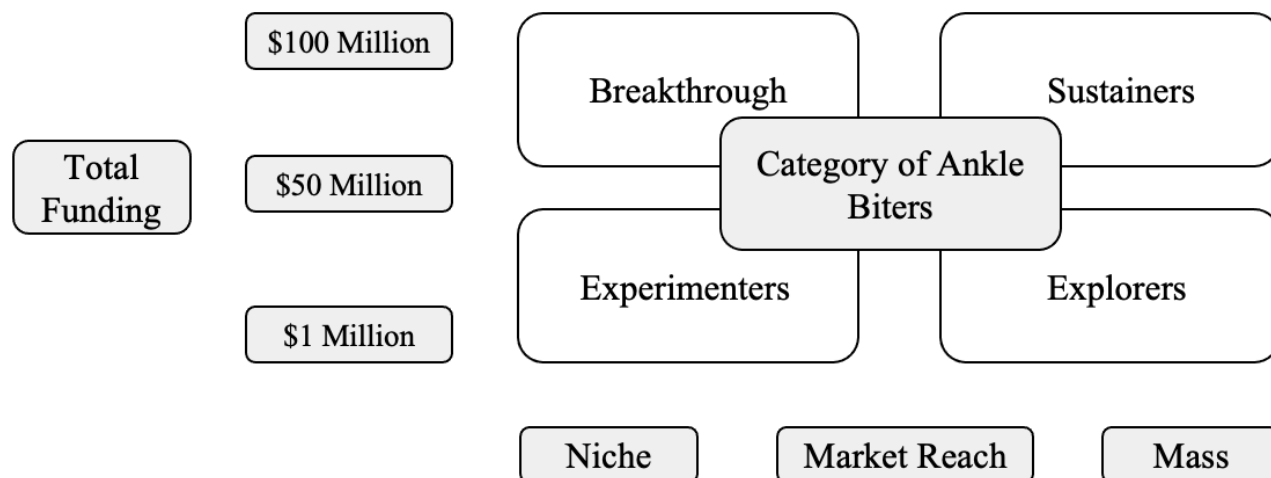 $100 Million
Breakthrough
Sustainers
Total
Funding
$50 Million
Category of Ankle
Biters
Experimenters
Explorers
$1 Million
Niche
Market Reach
Mass